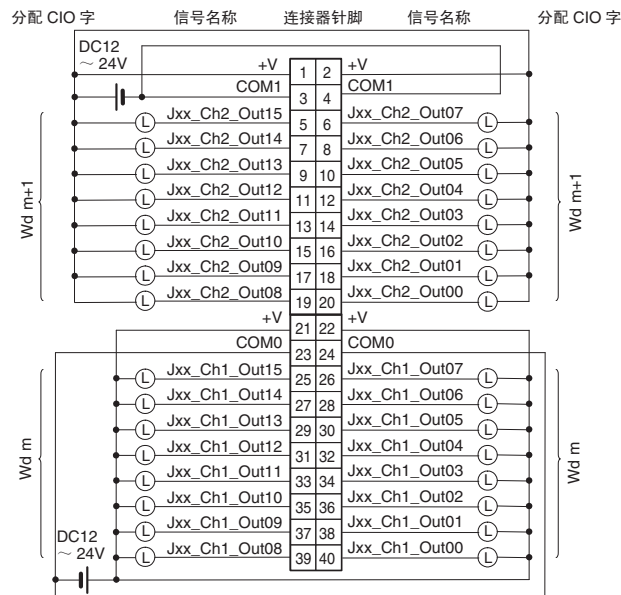 分配 CIO 字 信号名称 连接器针脚 信号名称 分配 CIO 字
DC12
～ 24V
+V 1 2 +V
COM1 3 4 COM1
Jxx_Ch2_Out15 5 6 Jxx_Ch2_Out07
L L
Jxx_Ch2_Out14 7 8 Jxx_Ch2_Out06
L L
Jxx_Ch2_Out13 9 10 Jxx_Ch2_Out05
L L
Jxx_Ch2_Out12 11 12 Jxx_Ch2_Out04
L L
Jxx_Ch2_Out11 13 14 Jxx_Ch2_Out03
L L
Jxx_Ch2_Out10 15 16 Jxx_Ch2_Out02
L L
Jxx_Ch2_Out09 17 18 Jxx_Ch2_Out01
L L
Jxx_Ch2_Out08 19 20 Jxx_Ch2_Out00
L L
Wd m+1 Wd m+1
+V 21 22 +V
COM0 23 24 COM0
Jxx_Ch1_Out15 25 26 Jxx_Ch1_Out07
L L
Jxx_Ch1_Out14 27 28 Jxx_Ch1_Out06
L L
Jxx_Ch1_Out13 29 30 Jxx_Ch1_Out05
L L
Jxx_Ch1_Out12 31 32 Jxx_Ch1_Out04
L L
Jxx_Ch1_Out11 33 34 Jxx_Ch1_Out03
L L
Jxx_Ch1_Out10 35 36 Jxx_Ch1_Out02
L L
Jxx_Ch1_Out09 37 38 Jxx_Ch1_Out01
L L
Jxx_Ch1_Out08 39 40 Jxx_Ch1_Out00
L L
Wd m Wd m
DC12
～ 24V